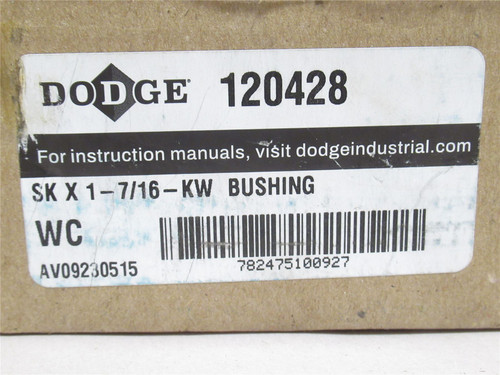 DODGE 120428
For instruction manuals, visit dodgeindustrial.com
SK X 1-7/16-KW BUSHING
WC
AV09230515
782475100927